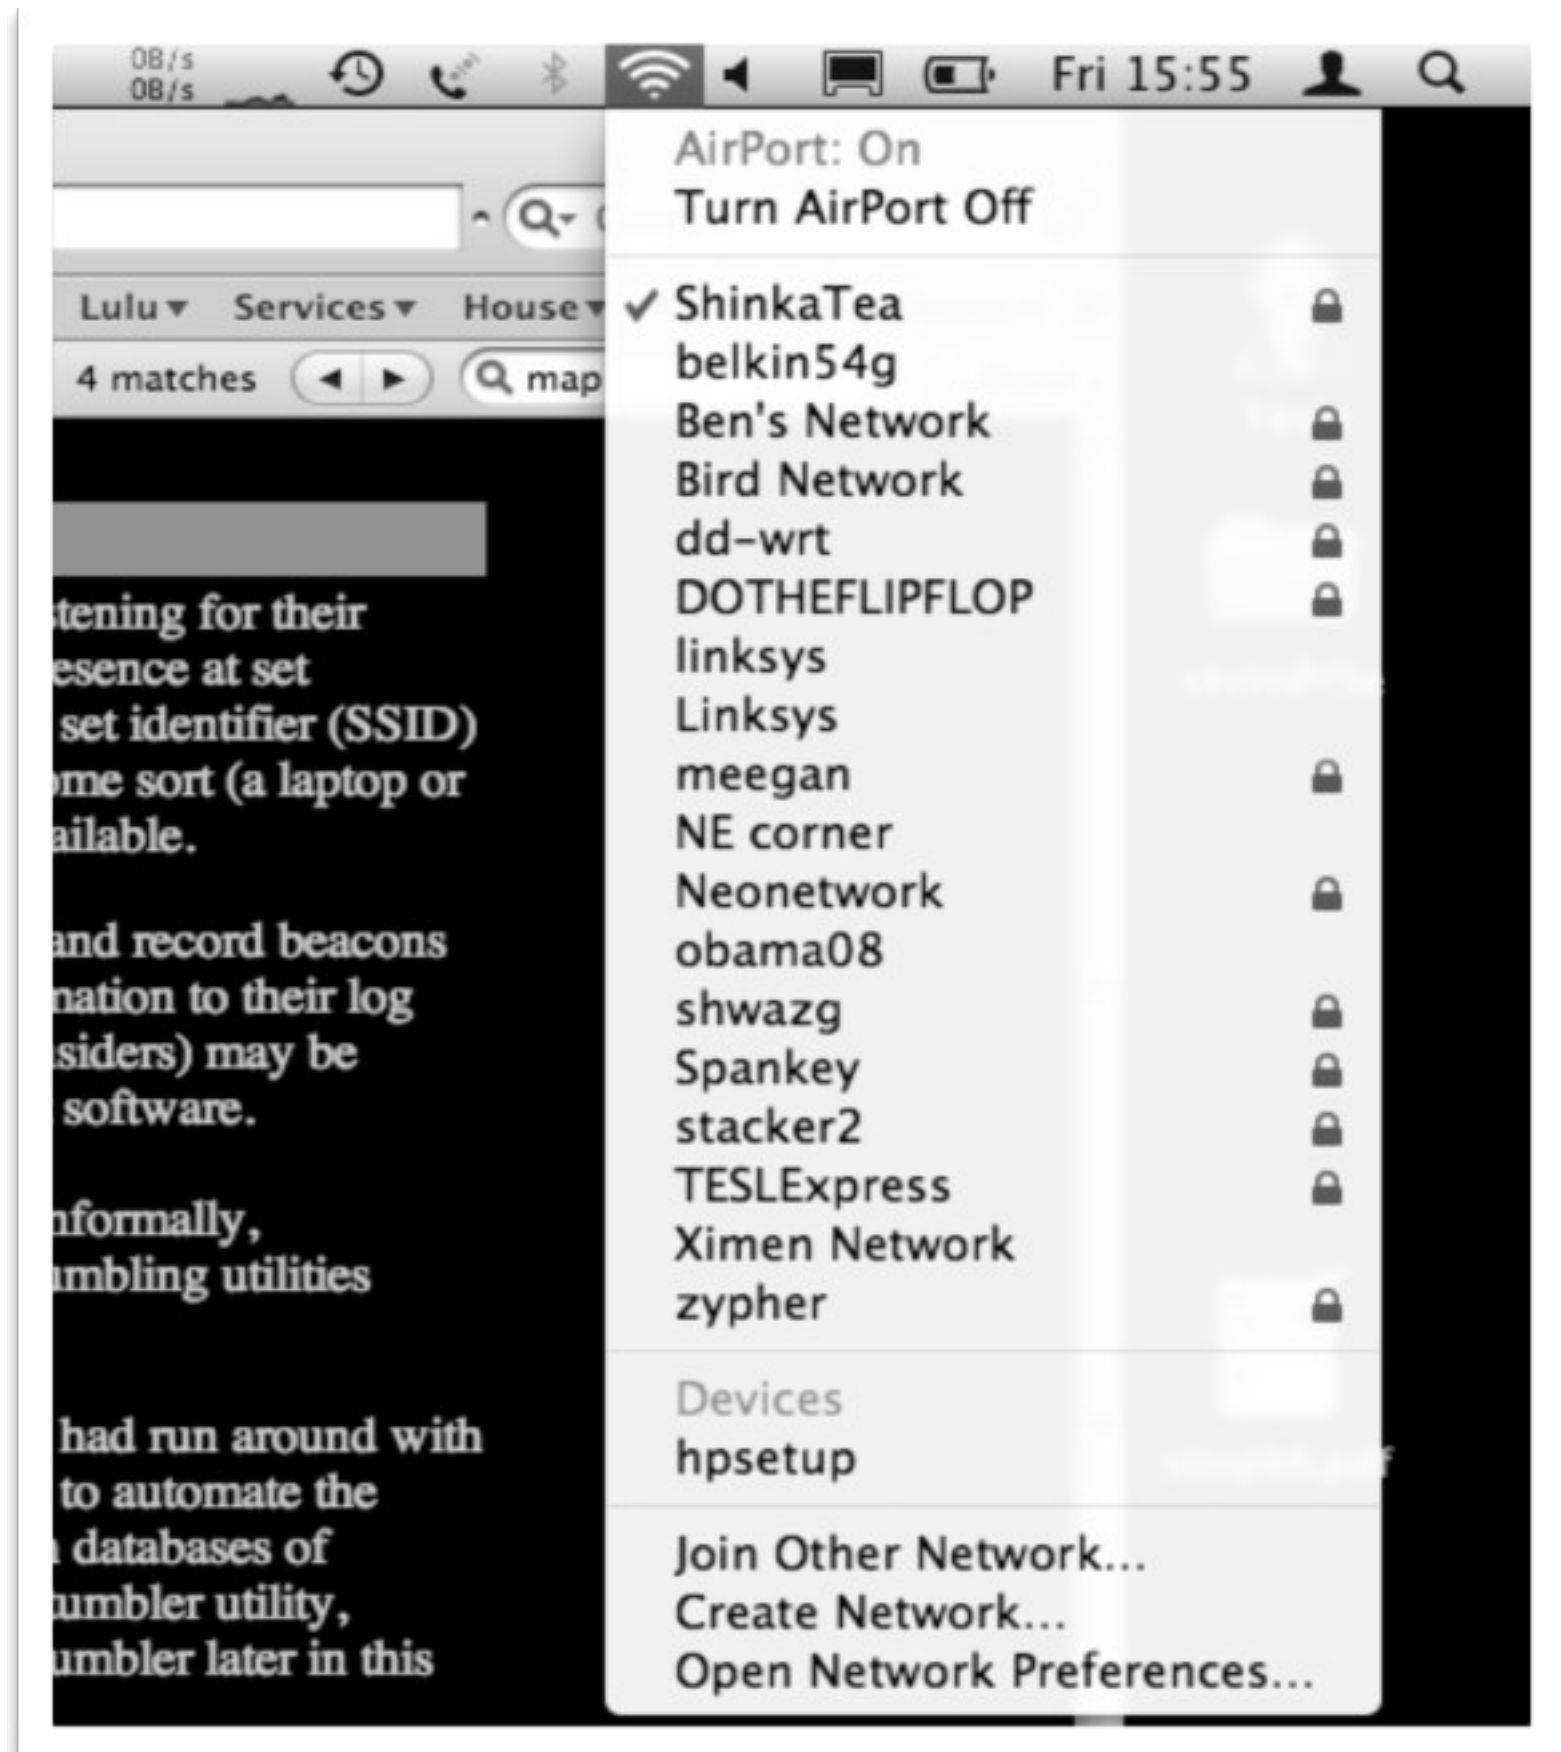 0B/s
0B/s
Fri 15:55
AirPort: On
Turn AirPort Off
Lulu Services House
4 matches
map
ShinkaTea
belkin54g
Ben's Network
Bird Network
dd-wrt
DOTHEFLIPFLOP
linksys
Linksys
meegan
NE corner
Neonetwork
obama08
shwazg
Spankey
stacker2
TESLExpress
Ximen Network
zypher
Devices
hpsetup
Join Other Network...
Create Network...
Open Network Preferences...
stening for their
esence at set
set identifier (SSID)
ome sort (a laptop or
ailable.
and record beacons
mation to their log
siders) may be
software.
nformally,
umbling utilities
had run around with
to automate the
databases of
umbler utility,
umbler later in this